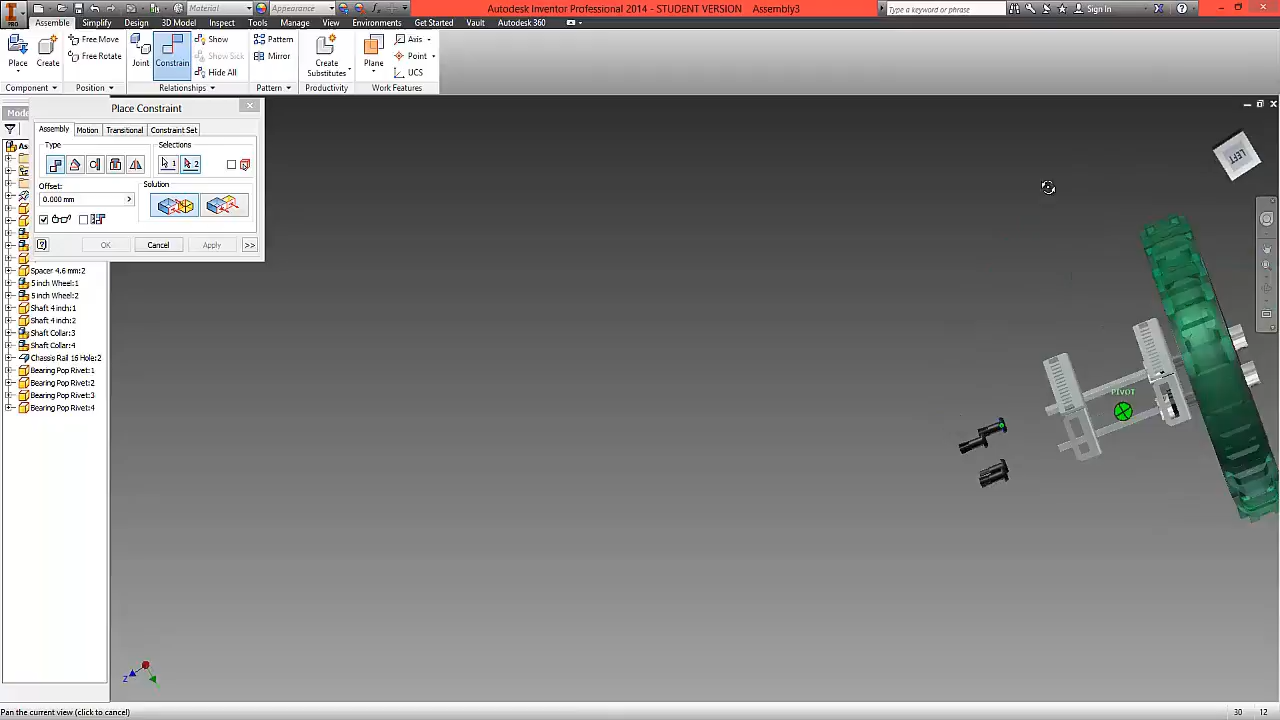 PRO
Material
Appearance
Autodesk Inventor Professional 2014 - STUDENT VERSION Assembly3
Type a keyword or phrase
Sign In
Assemble Simplify Design 3D Model Inspect Tools Manage Environments View Get Started Vault Autodesk 360
Place
Create
Free Move
Free Rotate
Joint
Constrain
Show
Show Sick
Hide All
Pattern
Mirror
Create Substitutes
Plane
Axis
Point
UCS
Component Position Relationships Pattern Productivity Work Features
Place Constraint
Assembly Motion Transitional Constraint Set
Type
Selections
1 2
Offset:
0.000 mm
Solution
OK Cancel Apply >>
Spacer 4.6 mm:2
5 inch Wheel:1
5 inch Wheel:2
Shaft 4 inch:1
Shaft 4 inch:2
Shaft Collar:3
Shaft Collar:4
Chassis Rail 16 Hole:2
Bearing Pop Rivet:1
Bearing Pop Rivet:2
Bearing Pop Rivet:3
Bearing Pop Rivet:4
LEFT
PIVOT
Z
Pan the current view (click to cancel)
30 12